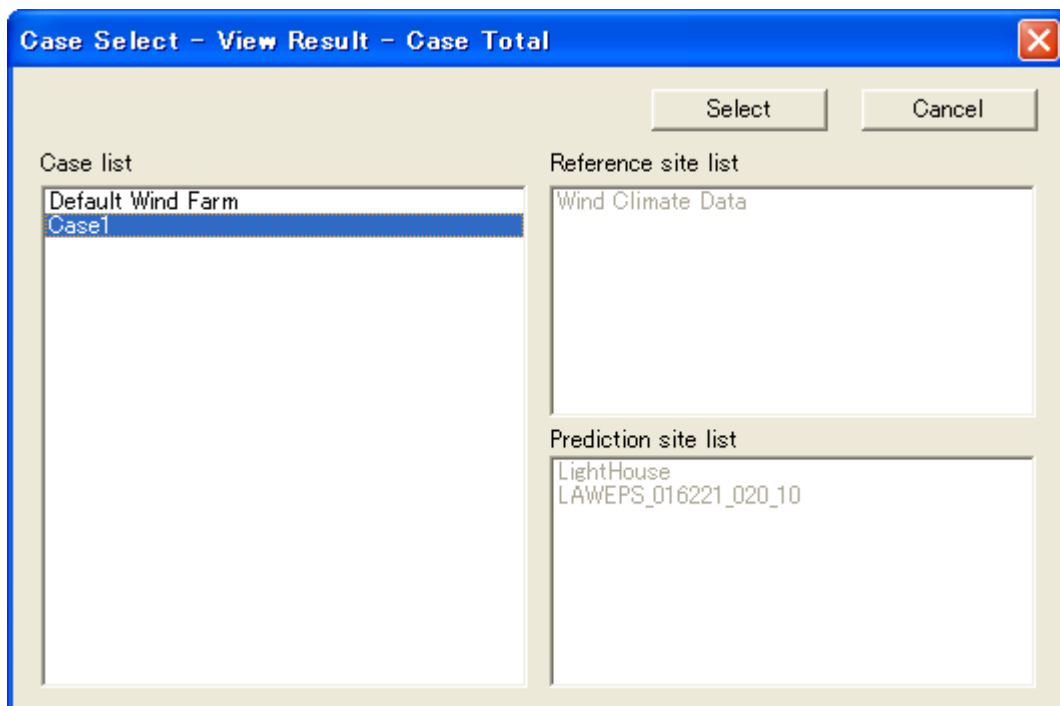 Case Select - View Result - Case Total
Select
Cancel
Case list
Default Wind Farm
Case1
Reference site list
Wind Climate Data
Prediction site list
LightHouse
LAWEPS_016221_020_10